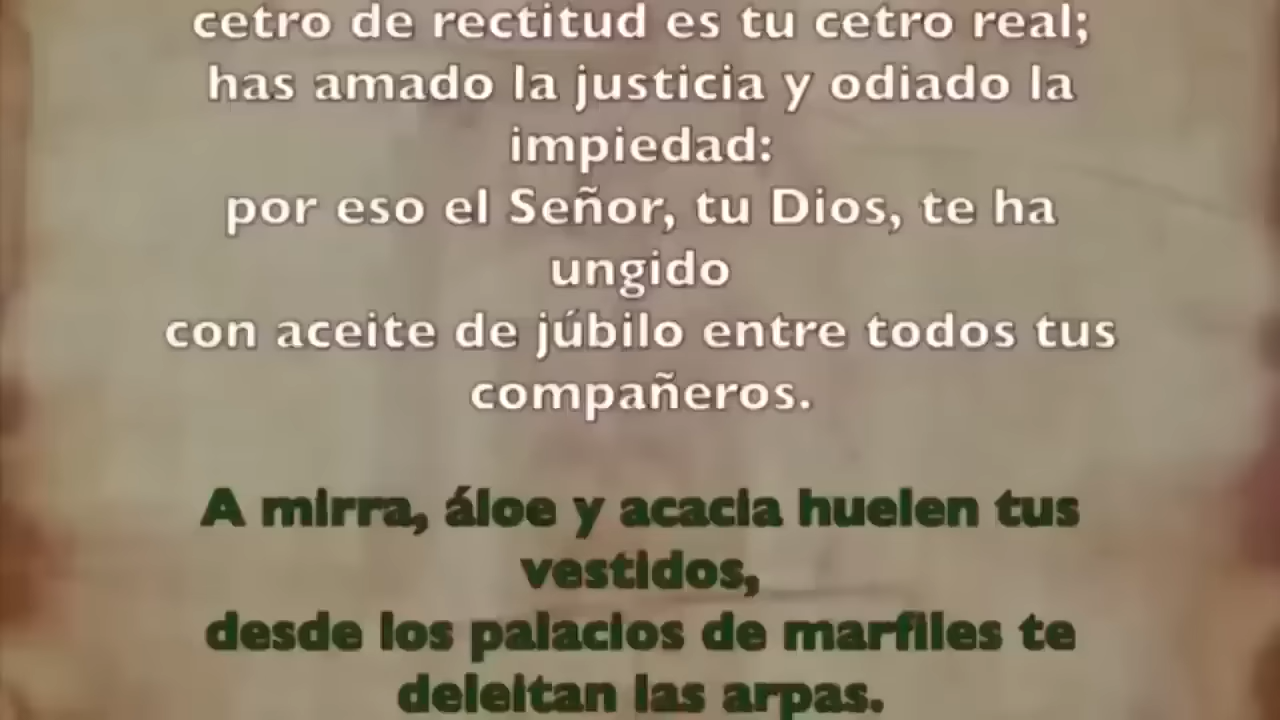 cetro de rectitud es tu cetro real;
has amado la justicia y odiado la
impiedad:
por eso el Señor, tu Dios, te ha
ungido
con aceite de júbilo entre todos tus
compañeros.
A mirra, áloe y acacia huelen tus
vestidos,
desde los palacios de marfiles te
deleitan las arpas.